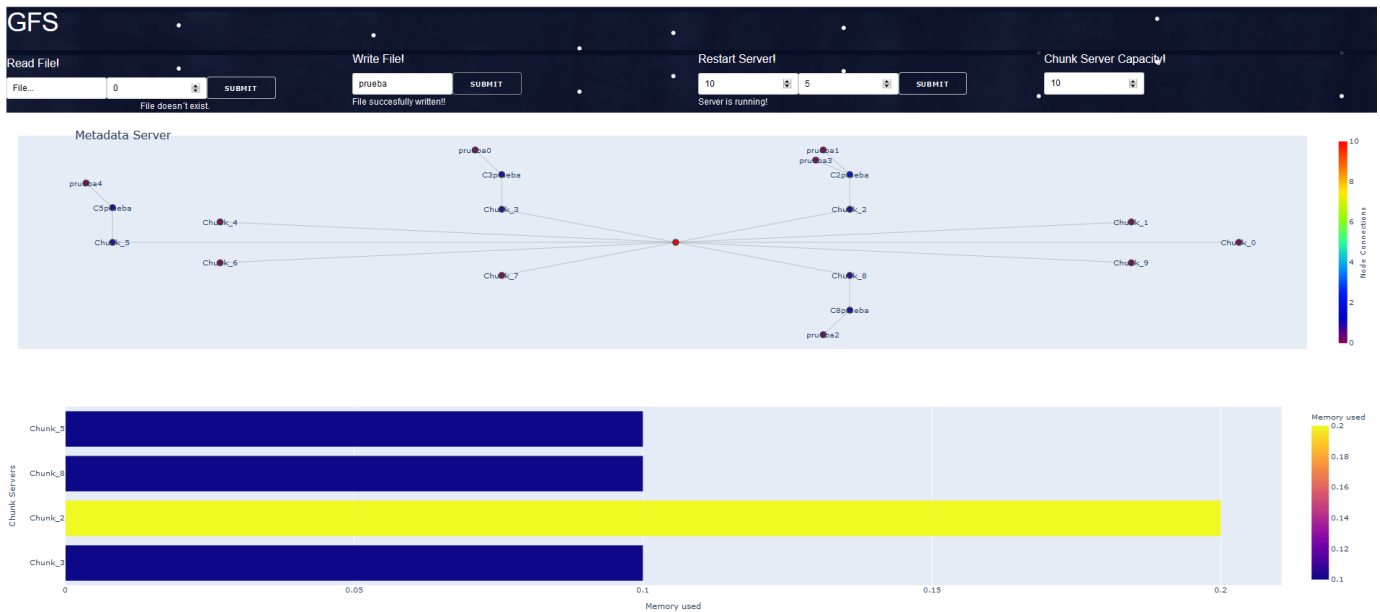 GFS
Read File!
Write File!
Restart Server!
Chunk Server Capacity!
File...
0
SUBMIT
prueba
SUBMIT
10
5
SUBMIT
10
File doesn't exist.
File succesfully written!!
Server is running!
Metadata Server
prueba0
prueba1
prueba3
C3prueba
C2prueba
prueba4
C5prueba
Chunk_3
Chunk_2
Chunk_4
Chunk_1
Chunk_5
Chunk_0
Chunk_6
Chunk_9
Chunk_7
Chunk_8
C8prueba
prueba2
10
8
6
4
2
0
Node Connections
Chunk_5
Chunk_8
Chunk_2
Chunk_3
Chunk Servers
0
0.05
0.1
0.15
0.2
Memory used
Memory used
0.2
0.18
0.16
0.14
0.12
0.1